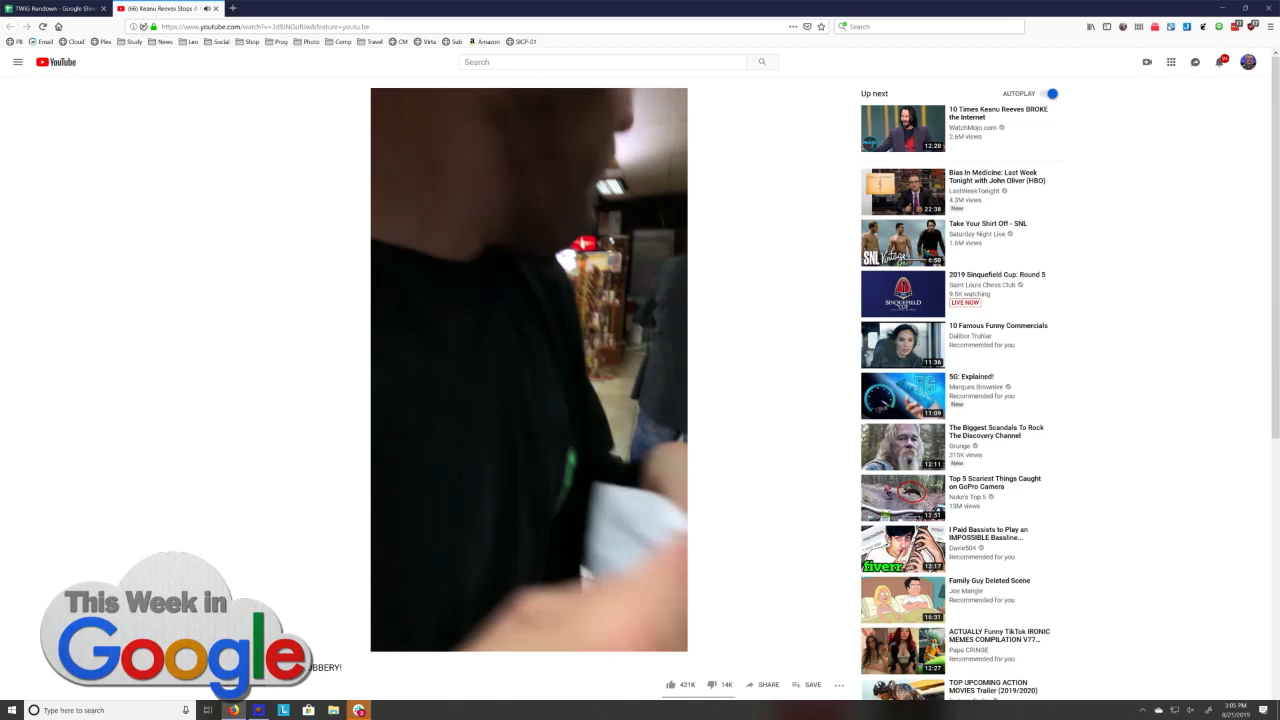 TWiG Rundown - Google Shee
(66) Keanu Reeves Stops A
https://www.youtube.com/watch?v=3dBiNGufIiw&feature=youtu.be
Search
PB Email Cloud Plex Study News Leo Social Shop Prog Photo Comp Travel CM Virta Sub Amazon SICP-01
YouTube
Search
9+
Up next
AUTOPLAY
10 Times Keanu Reeves BROKE
the Internet
WatchMojo.com
2.6M views
12:20
Bias In Medicine: Last Week
Tonight with John Oliver (HBO)
LastWeekTonight
4.3M views
New
22:38
Take Your Shirt Off - SNL
Saturday Night Live
1.6M views
SNL Vintage
6:50
2019 Sinquefield Cup: Round 5
Saint Louis Chess Club
9.5K watching
LIVE NOW
SINQUEFIELD
CUP
10 Famous Funny Commercials
Dalibor Truhlar
Recommended for you
11:36
5G: Explained!
Marques Brownlee
Recommended for you
New
5G
11:09
The Biggest Scandals To Rock
The Discovery Channel
Grunge
315K views
New
12:11
Top 5 Scariest Things Caught
on GoPro Camera
Nuke's Top 5
13M views
12:51
I Paid Bassists to Play an
IMPOSSIBLE Bassline...
Davie504
Recommended for you
fiverr
13:17
Family Guy Deleted Scene
Joe Mangle
Recommended for you
16:31
ACTUALLY Funny TikTok IRONIC
MEMES COMPILATION V77...
Papa CRINGE
Recommended for you
12:27
TOP UPCOMING ACTION
MOVIES Trailer (2019/2020)
This Week in
Google
OBBERY!
421K 14K SHARE SAVE
Type here to search
3:05 PM
8/21/2019